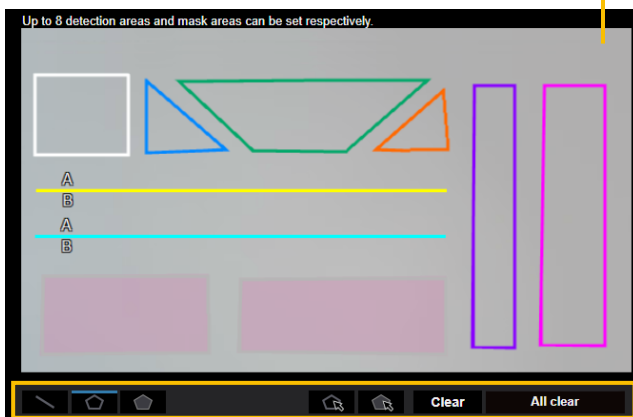 Up to 8 detection areas and mask areas can be set respectively.
A
B
A
B
Clear All clear